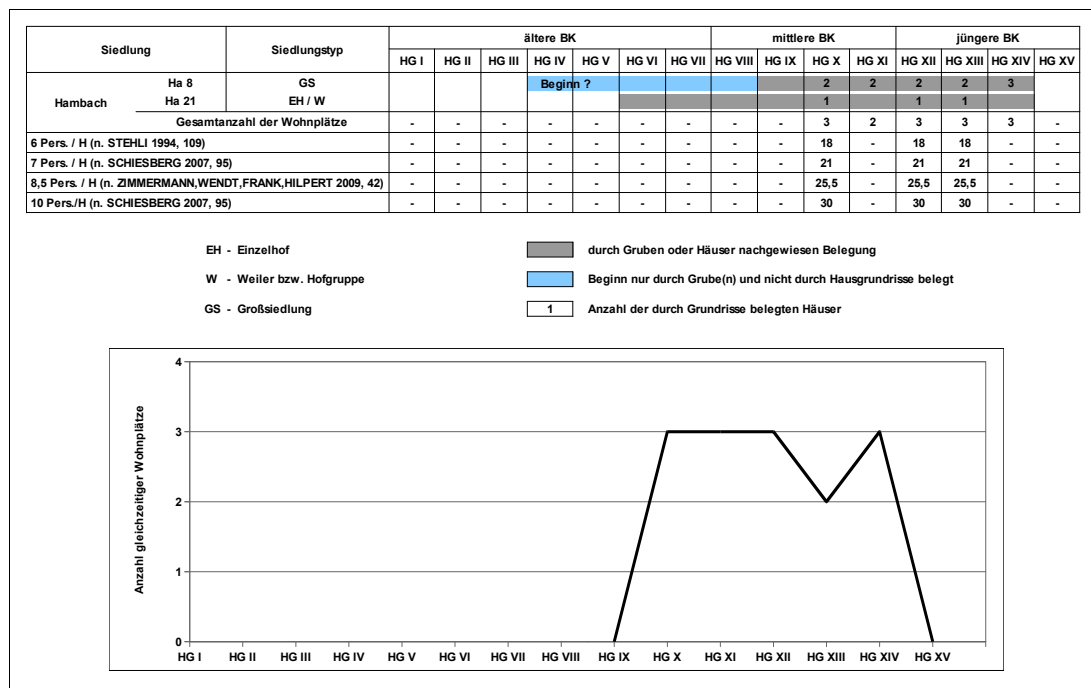 Siedlung Siedlungstyp ältere BK mittlere BK jüngere BK
HG I HG II HG III HG IV HG V HG VI HG VII HG VIII HG IX HG X HG XI HG XII HG XIII HG XIV HG XV
Hambach
Ha 8 GS Beginn ? 2 2 2 2 3
Ha 21 EH / W 1 1 1
Gesamtanzahl der Wohnplätze - - - - - - - - - 3 2 3 3 3 -
6 Pers. / H (n. STEHLI 1994, 109) - - - - - - - - - 18 - 18 18 - -
7 Pers. / H (n. SCHIESBERG 2007, 95) - - - - - - - - - 21 - 21 21 - -
8,5 Pers. / H (n. ZIMMERMANN,WENDT,FRANK,HILPERT 2009, 42) - - - - - - - - - 25,5 - 25,5 25,5 - -
10 Pers./H (n. SCHIESBERG 2007, 95) - - - - - - - - - 30 - 30 30 - -
EH - Einzelhof durch Gruben oder Häuser nachgewiesen Belegung
W - Weiler bzw. Hofgruppe Beginn nur durch Grube(n) und nicht durch Hausgrundrisse belegt
GS - Großsiedlung 1 Anzahl der durch Grundrisse belegten Häuser
Anzahl gleichzeitiger Wohnplätze
4
3
2
1
0
HG I HG II HG III HG IV HG V HG VI HG VII HG VIII HG IX HG X HG XI HG XII HG XIII HG XIV HG XV